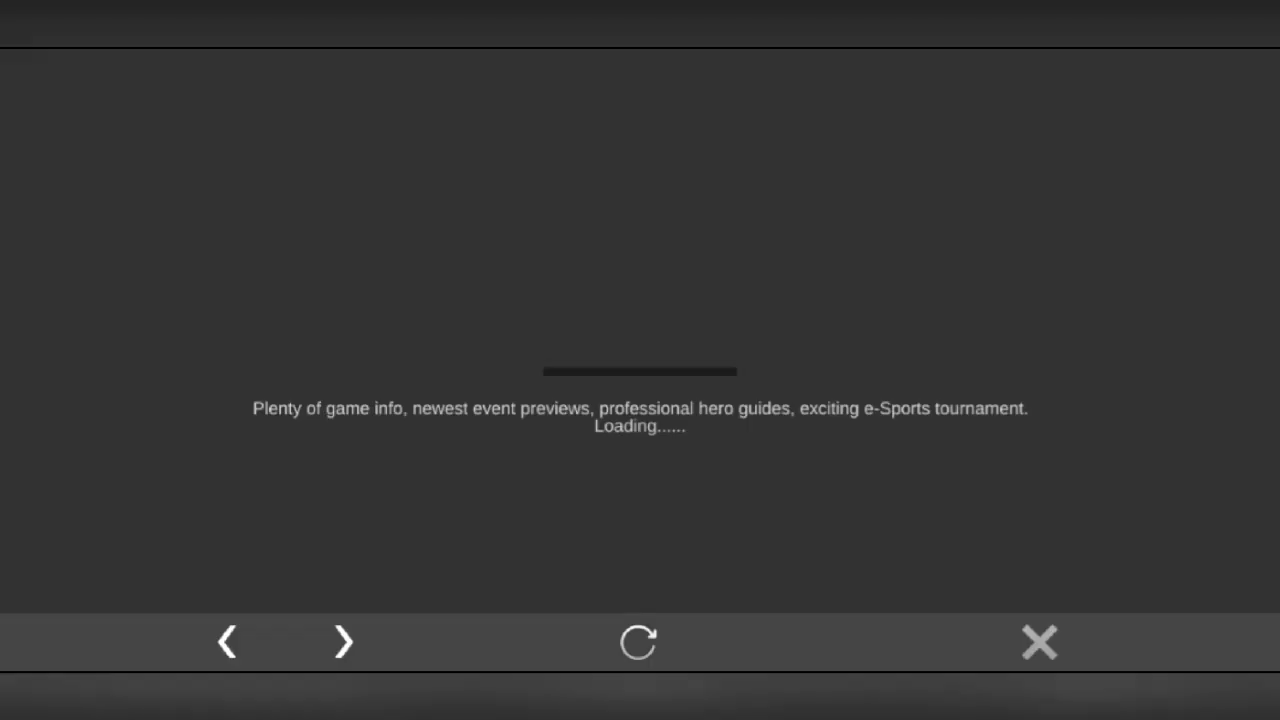 Plenty of game info, newest event previews, professional hero guides, exciting e-Sports tournament.
Loading......